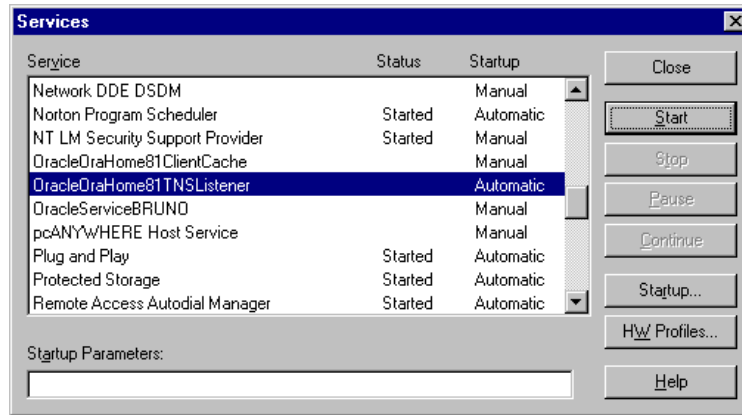 Services
Service Status Startup
Network DDE DSDM Manual
Norton Program Scheduler Started Automatic
NT LM Security Support Provider Started Manual
OracleOraHome81ClientCache Manual
OracleOraHome81TNSListener Automatic
OracleServiceBRUNO Manual
pcANYWHERE Host Service Manual
Plug and Play Started Automatic
Protected Storage Started Automatic
Remote Access Autodial Manager Started Automatic
Startup Parameters:
Close
Start
Stop
Pause
Continue
Startup...
HW Profiles...
Help